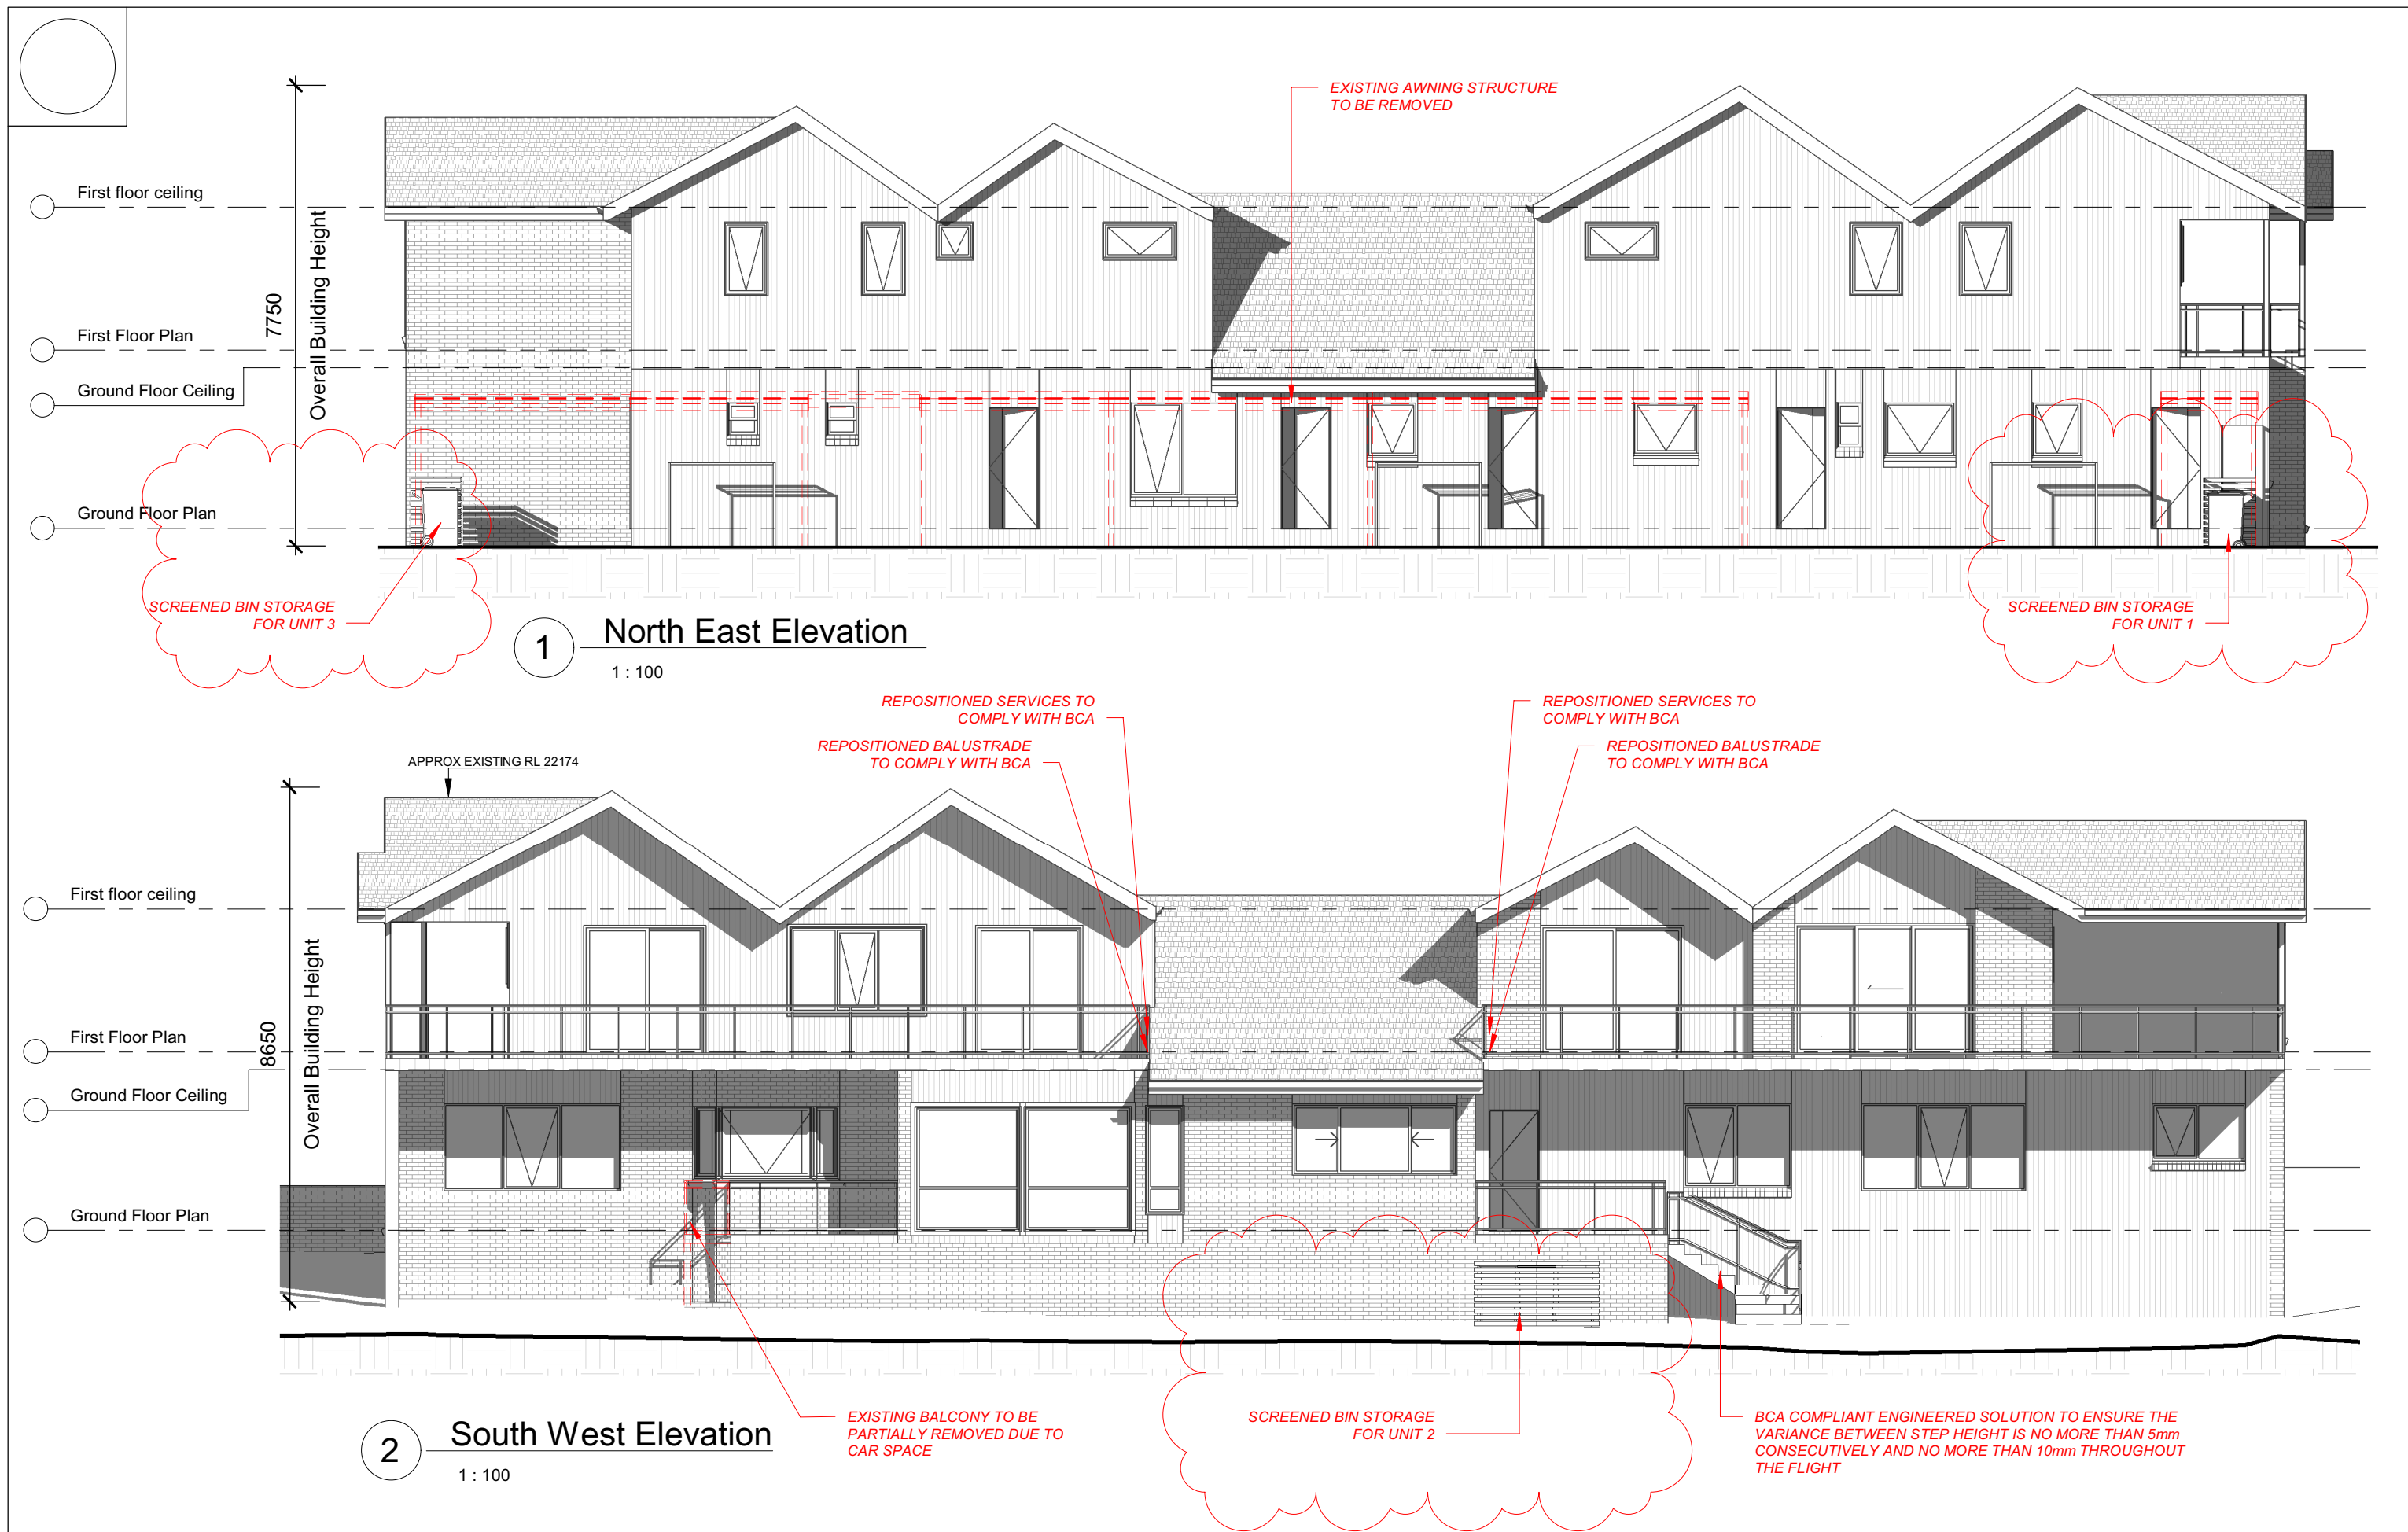 EXISTING AWNING STRUCTURE
TO BE REMOVED
First floor ceiling
First Floor Plan
Ground Floor Ceiling
Ground Floor Plan
7750
Overall Building Height
SCREENED BIN STORAGE
FOR UNIT 3
SCREENED BIN STORAGE
FOR UNIT 1
1
North East Elevation
1 : 100
REPOSITIONED SERVICES TO
COMPLY WITH BCA
REPOSITIONED BALUSTRADE
TO COMPLY WITH BCA
REPOSITIONED SERVICES TO
COMPLY WITH BCA
REPOSITIONED BALUSTRADE
TO COMPLY WITH BCA
APPROX EXISTING RL 22174
First floor ceiling
First Floor Plan
Ground Floor Ceiling
Ground Floor Plan
8650
Overall Building Height
2
South West Elevation
1 : 100
EXISTING BALCONY TO BE
PARTIALLY REMOVED DUE TO
CAR SPACE
SCREENED BIN STORAGE
FOR UNIT 2
BCA COMPLIANT ENGINEERED SOLUTION TO ENSURE THE
VARIANCE BETWEEN STEP HEIGHT IS NO MORE THAN 5mm
CONSECUTIVELY AND NO MORE THAN 10mm THROUGHOUT
THE FLIGHT